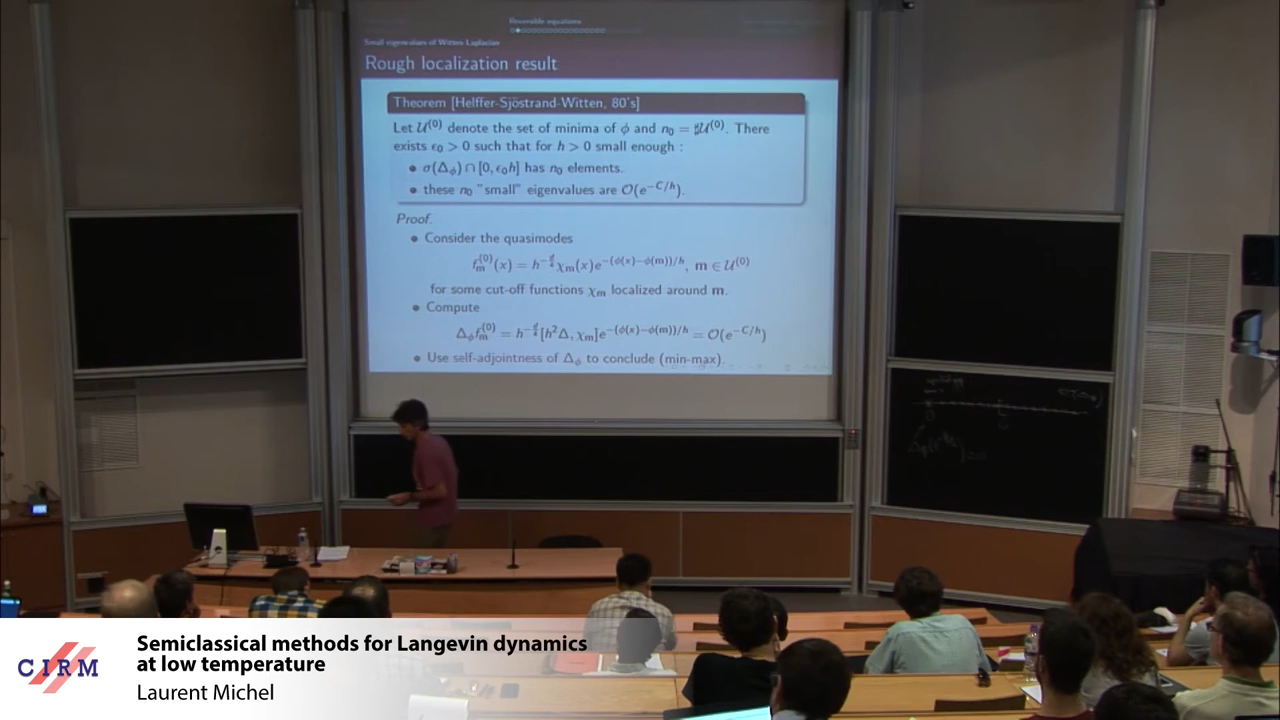 Reversible equations
Small eigenvalues of Witten Laplacian
Rough localization result
Theorem [Helffer-Sjöstrand-Witten, 80's]
Let 𝒰⁽⁰⁾ denote the set of minima of ϕ and n₀ = ♯𝒰⁽⁰⁾. There
exists ϵ₀ > 0 such that for h > 0 small enough :
• σ(Δ_ϕ) ∩ [0, ϵ₀h] has n₀ elements.
• these n₀ "small" eigenvalues are 𝒪(e^{−C/h}).
Proof.
• Consider the quasimodes
f_m^{(0)}(x) = h^{−d/4}χ_m(x)e^{−(ϕ(x)−ϕ(m))/h}, m ∈ 𝒰⁽⁰⁾
for some cut-off functions χ_m localized around m.
• Compute
Δ_ϕ f_m^{(0)} = h^{−d/4}[h²Δ, χ_m]e^{−(ϕ(x)−ϕ(m))/h} = 𝒪(e^{−C/h})
• Use self-adjointness of Δ_ϕ to conclude (min-max).
CIRM
Semiclassical methods for Langevin dynamics
at low temperature
Laurent Michel